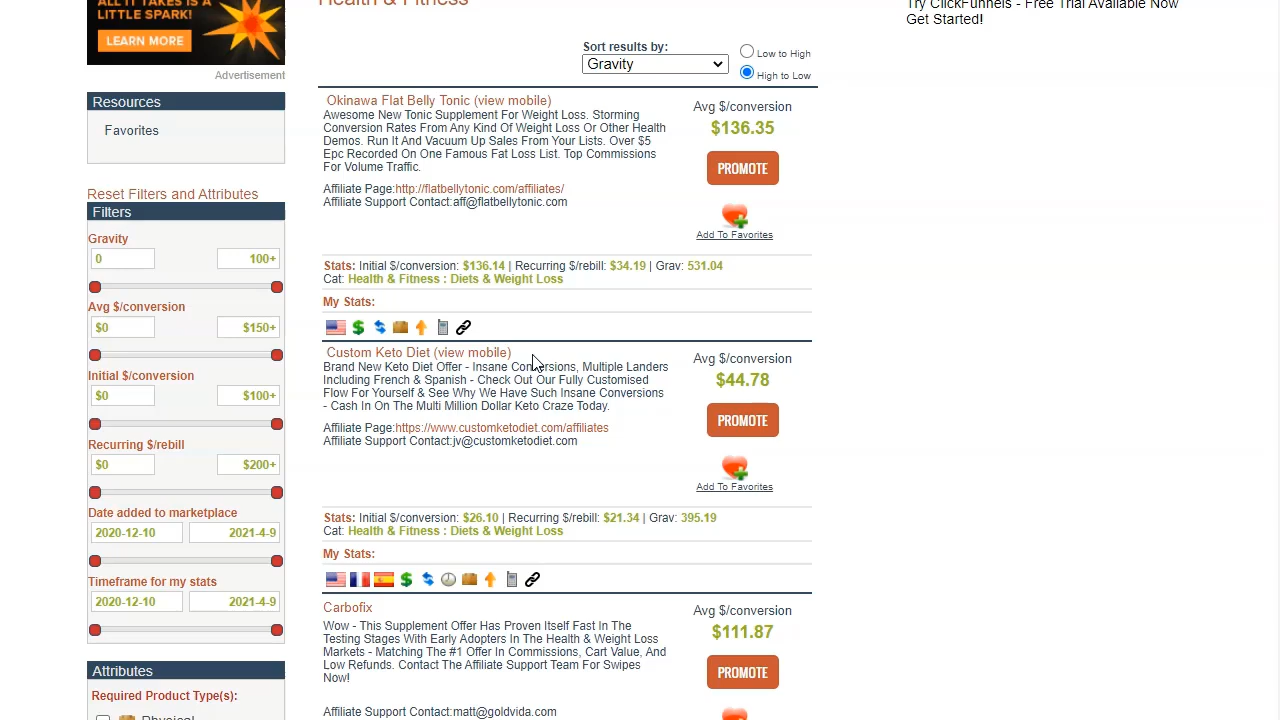 ALL IT TAKES IS A
LITTLE SPARK!
LEARN MORE
Advertisement
Resources
Favorites
Reset Filters and Attributes
Filters
Gravity
0 100+
Avg $/conversion
$0 $150+
Initial $/conversion
$0 $100+
Recurring $/rebill
$0 $200+
Date added to marketplace
2020-12-10 2021-4-9
Timeframe for my stats
2020-12-10 2021-4-9
Attributes
Required Product Type(s):
Physical
Health & Fitness
Sort results by:
Gravity
Low to High
High to Low
Okinawa Flat Belly Tonic (view mobile)
Awesome New Tonic Supplement For Weight Loss. Storming
Conversion Rates From Any Kind Of Weight Loss Or Other Health
Demos. Run It And Vacuum Up Sales From Your Lists. Over $5
Epc Recorded On One Famous Fat Loss List. Top Commissions
For Volume Traffic.
Affiliate Page:http://flatbellytonic.com/affiliates/
Affiliate Support Contact:aff@flatbellytonic.com
Avg $/conversion
$136.35
PROMOTE
Add To Favorites
Stats: Initial $/conversion: $136.14 | Recurring $/rebill: $34.19 | Grav: 531.04
Cat: Health & Fitness : Diets & Weight Loss
My Stats:
Custom Keto Diet (view mobile)
Brand New Keto Diet Offer - Insane Conversions, Multiple Landers
Including French & Spanish - Check Out Our Fully Customised
Flow For Yourself & See Why We Have Such Insane Conversions
- Cash In On The Multi Million Dollar Keto Craze Today.
Affiliate Page:https://www.customketodiet.com/affiliates
Affiliate Support Contact:jv@customketodiet.com
Avg $/conversion
$44.78
PROMOTE
Add To Favorites
Stats: Initial $/conversion: $26.10 | Recurring $/rebill: $21.34 | Grav: 395.19
Cat: Health & Fitness : Diets & Weight Loss
My Stats:
Carbofix
Wow - This Supplement Offer Has Proven Itself Fast In The
Testing Stages With Early Adopters In The Health & Weight Loss
Markets - Matching The #1 Offer In Commissions, Cart Value, And
Low Refunds. Contact The Affiliate Support Team For Swipes
Now!
Affiliate Support Contact:matt@goldvida.com
Avg $/conversion
$111.87
PROMOTE
Try ClickFunnels - Free Trial Available Now
Get Started!